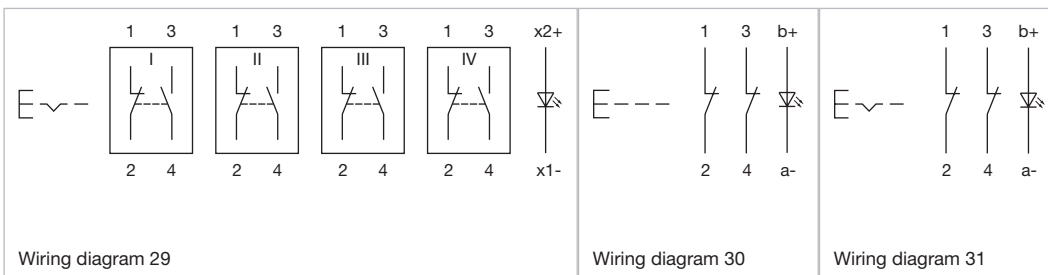 1 3 1 3 1 3 1 3 x2+
I II III IV
2 4 2 4 2 4 2 4 x1-
Wiring diagram 29
1 3 b+
2 4 a-
Wiring diagram 30
1 3 b+
2 4 a-
Wiring diagram 31